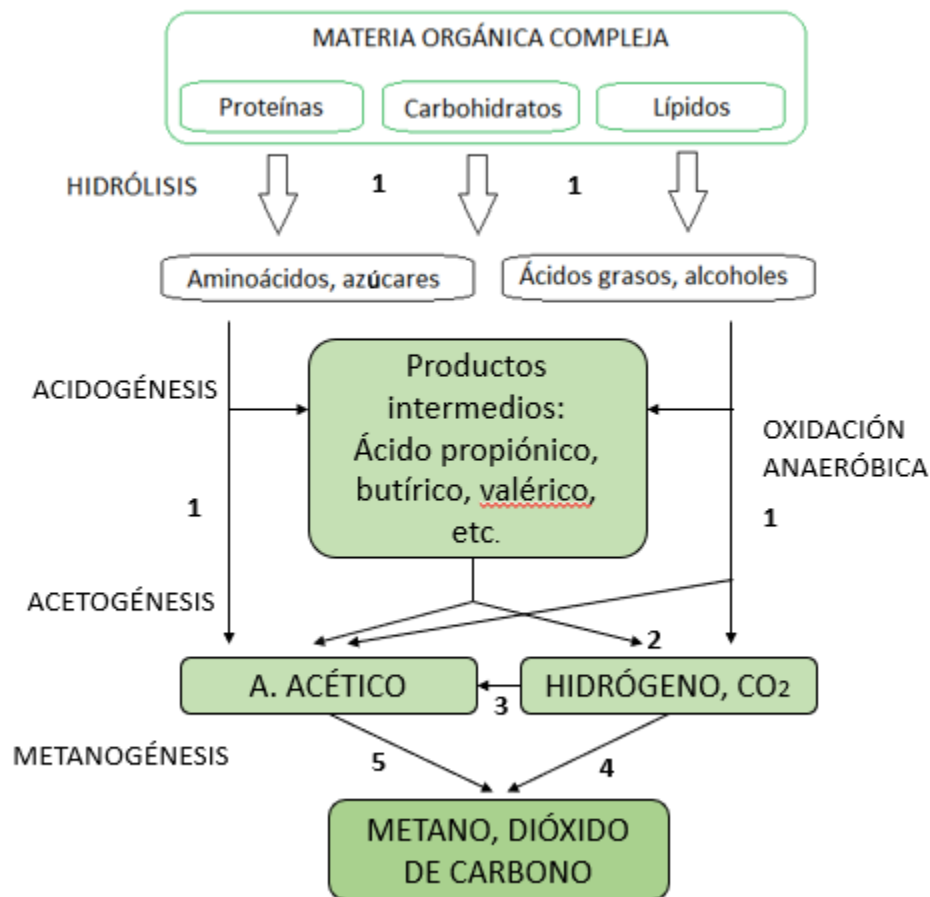 MATERIA ORGÁNICA COMPLEJA
Proteínas
Carbohidratos
Lípidos
HIDRÓLISIS
1
1
Aminoácidos, azúcares
Ácidos grasos, alcoholes
ACIDOGÉNESIS
Productos
intermedios:
Ácido propiónico,
butírico, valérico,
etc.
OXIDACIÓN
ANAERÓBICA
1
1
ACETOGÉNESIS
2
A. ACÉTICO
HIDRÓGENO, CO2
3
METANOGÉNESIS
5
4
METANO, DIÓXIDO
DE CARBONO